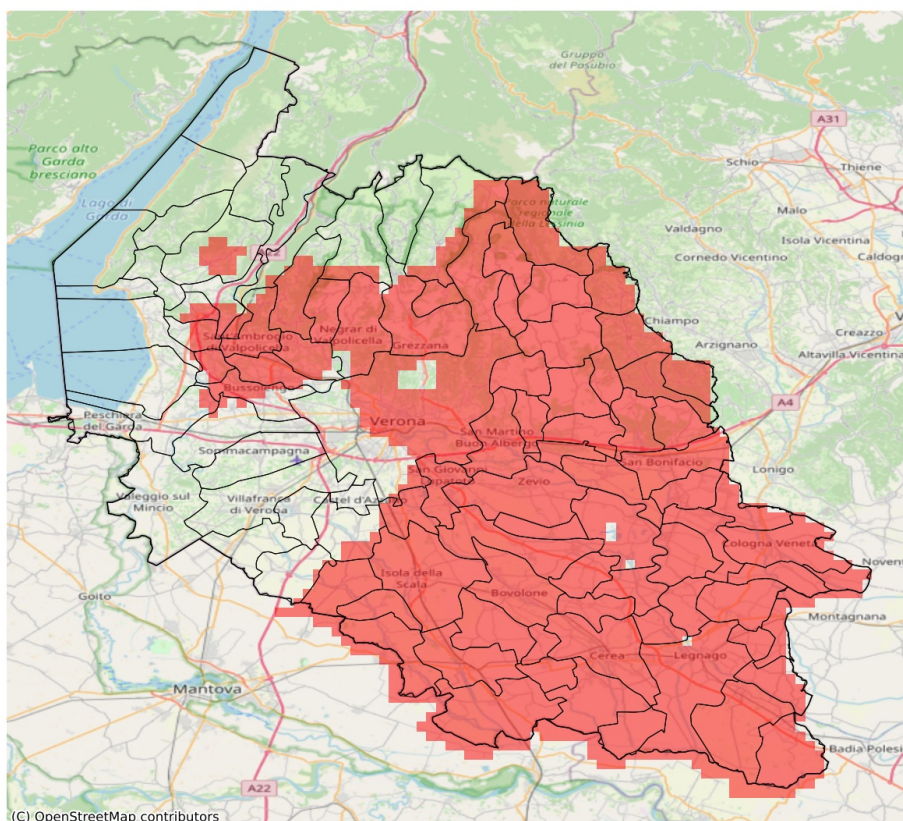 Gruppo
del Pasubio
A31
Schio
Thiene
Parco alto
Garda
bresciano
Lago di
Garda
Parco naturale
regionale
della Lessinia
Malo
Valdagno
Isola Vicentina
Cornedo Vicentino
Caldogno
Chiampo
Arzignano
Creazzo
Altavilla Vicentina
Sant'Ambrogio
di Valpolicella
Negrar di
Valpolicella
Grezzana
Bussolengo
A4
Peschiera
del Garda
Verona
San Martino
Buon Albergo
Sommacampagna
San Giovanni
Lupatoto
Zevio
San Bonifacio
Lonigo
Valeggio sul
Mincio
Villafranca
di Verona
Castel d'Azzano
Cologna Veneta
Isola della
Scala
Bovolone
Goito
Montagnana
Cerea
Legnago
Mantova
Badia Polesi
A22
(C) OpenStreetMap contributors